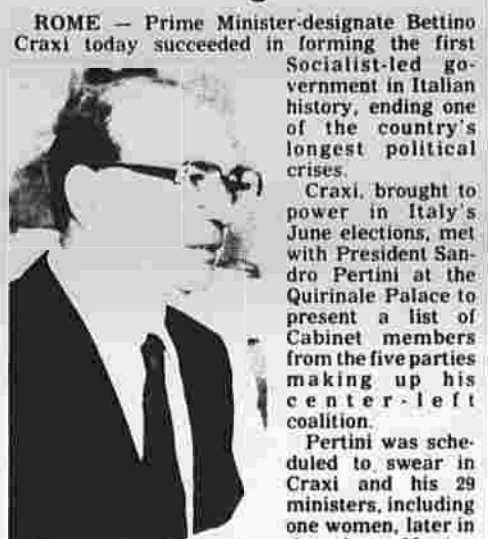 ROME — Prime Minister-designate Bettino
Craxi today succeeded in forming the first
Socialist-led go-
vernment in Italian
history, ending one
of the country's
longest political
crises.
Craxi, brought to
power in Italy's
June elections, met
with President San-
dro Pertini at the
Quirinale Palace to
present a list of
Cabinet members
from the five parties
making up his
center-left
coalition.
Pertini was sche-
duled to swear in
Craxi and his 29
ministers, including
one women, later in